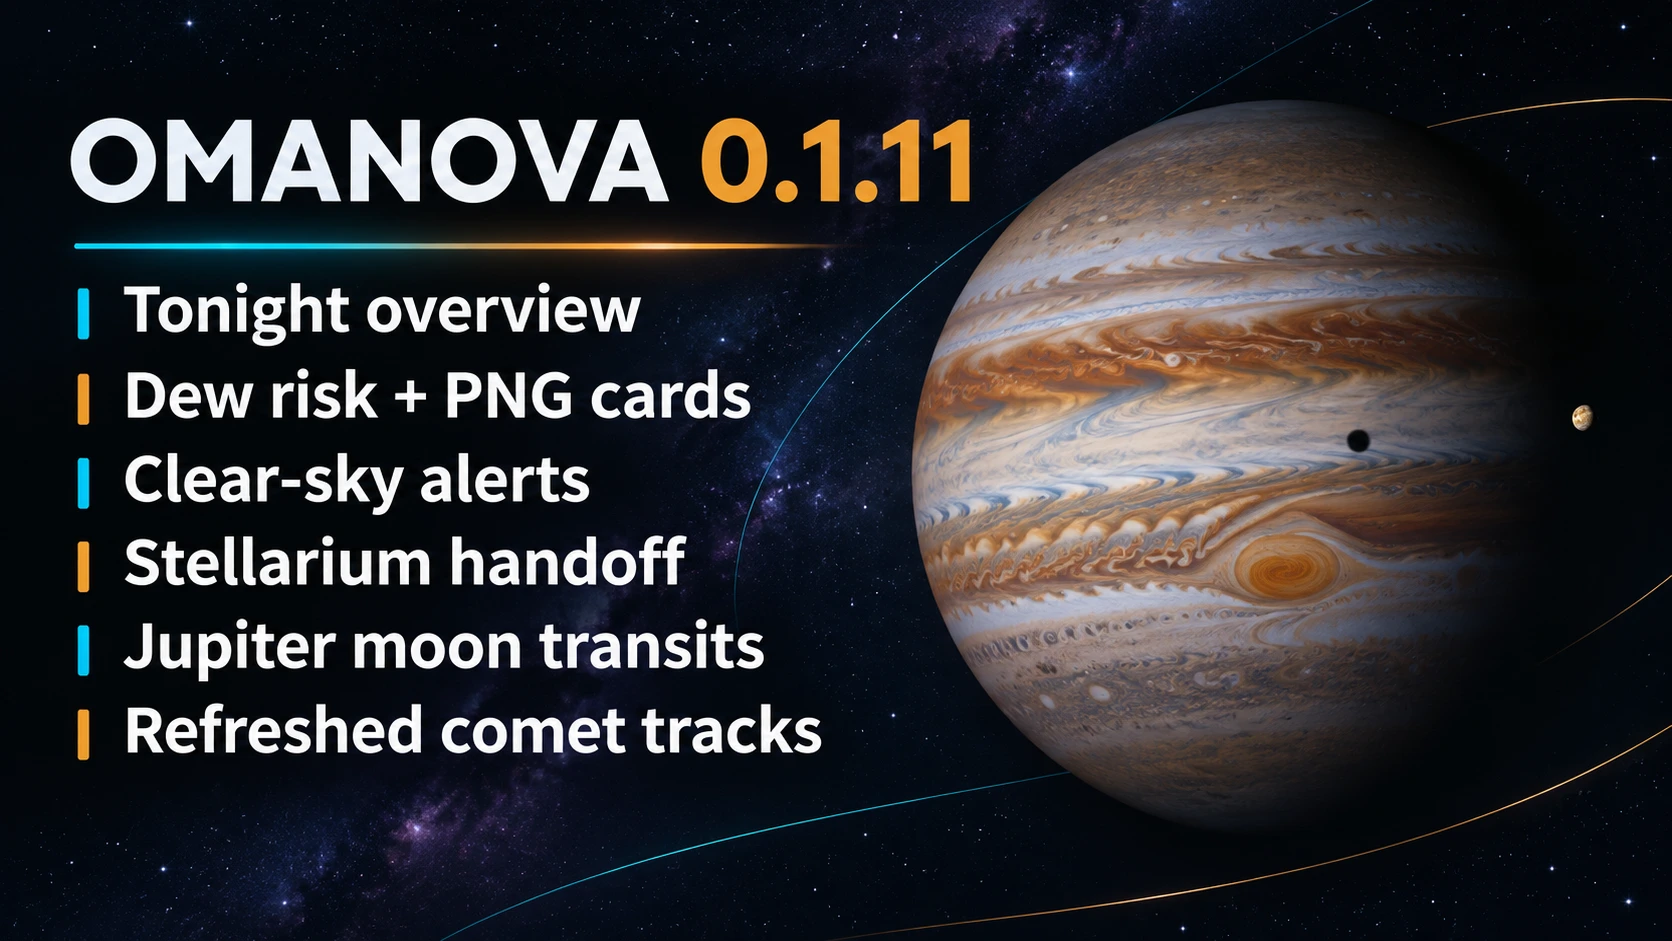 OMANOVA 0.1.11
Tonight overview
Dew risk + PNG cards
Clear-sky alerts
Stellarium handoff
Jupiter moon transits
Refreshed comet tracks